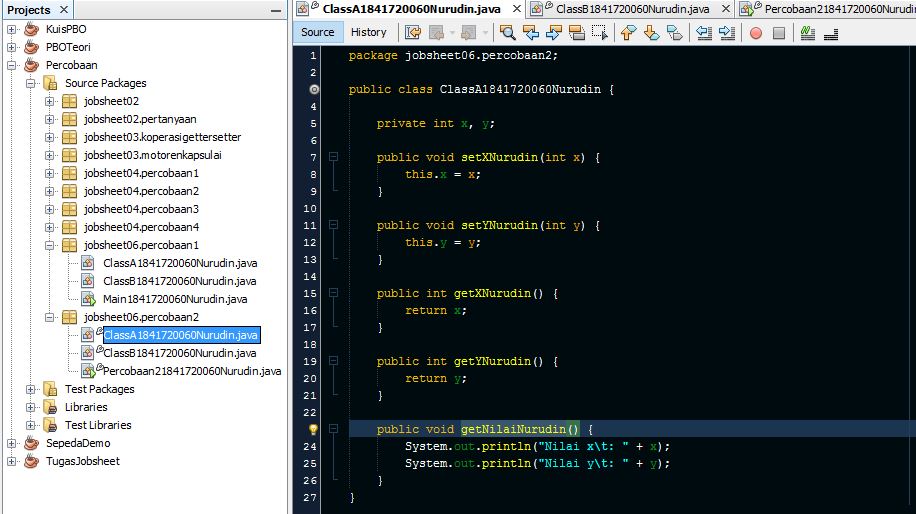 Projects
KuisPBO
PBOTeori
Percobaan
Source Packages
jobsheet02
jobsheet02.pertanyaan
jobsheet03.koperasigettersetter
jobsheet03.motorenkapsulai
jobsheet04.percobaan1
jobsheet04.percobaan2
jobsheet04.percobaan3
jobsheet04.percobaan4
jobsheet06.percobaan1
ClassA1841720060Nurudin.java
ClassB1841720060Nurudin.java
Main1841720060Nurudin.java
jobsheet06.percobaan2
ClassA1841720060Nurudin.java
ClassB1841720060Nurudin.java
Percobaan21841720060Nurudin.java
Test Packages
Libraries
Test Libraries
SepedaDemo
TugasJobsheet
ClassA1841720060Nurudin.java ClassB1841720060Nurudin.java Percobaan21841720060Nurudin.java
Source History
1 package jobsheet06.percobaan2;
2
public class ClassA1841720060Nurudin {
4
5 private int x, y;
6
7 public void setXNurudin(int x) {
8 this.x = x;
9 }
10
11 public void setYNurudin(int y) {
12 this.y = y;
13 }
14
15 public int getXNurudin() {
16 return x;
17 }
18
19 public int getYNurudin() {
20 return y;
21 }
22
public void getNilaiNurudin() {
24 System.out.println("Nilai x\t: " + x);
25 System.out.println("Nilai y\t: " + y);
26 }
27 }